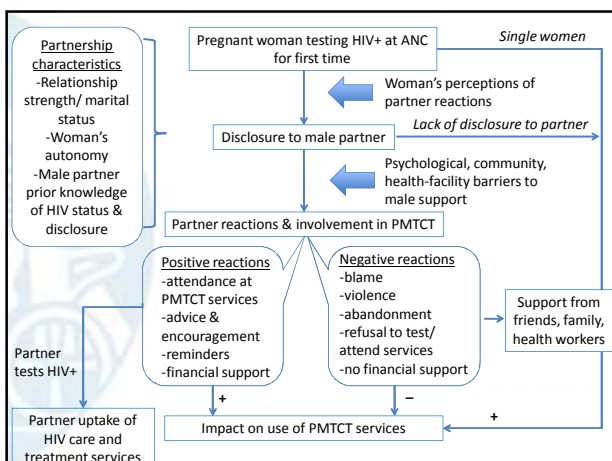 Partnership
characteristics
-Relationship
strength/ marital
status
-Woman's
autonomy
-Male partner
prior knowledge
of HIV status &
disclosure
Pregnant woman testing HIV+ at ANC
for first time
Single women
Woman's perceptions of
partner reactions
Disclosure to male partner
Lack of disclosure to partner
Psychological, community,
health-facility barriers to
male support
Partner reactions & involvement in PMTCT
Positive reactions
-attendance at
PMTCT services
-advice &
encouragement
-reminders
-financial support
Negative reactions
-blame
-violence
-abandonment
-refusal to test/
attend services
-no financial support
Support from
friends, family,
health workers
Partner
tests HIV+
+
–
+
Partner uptake of
HIV care and
treatment services
Impact on use of PMTCT services